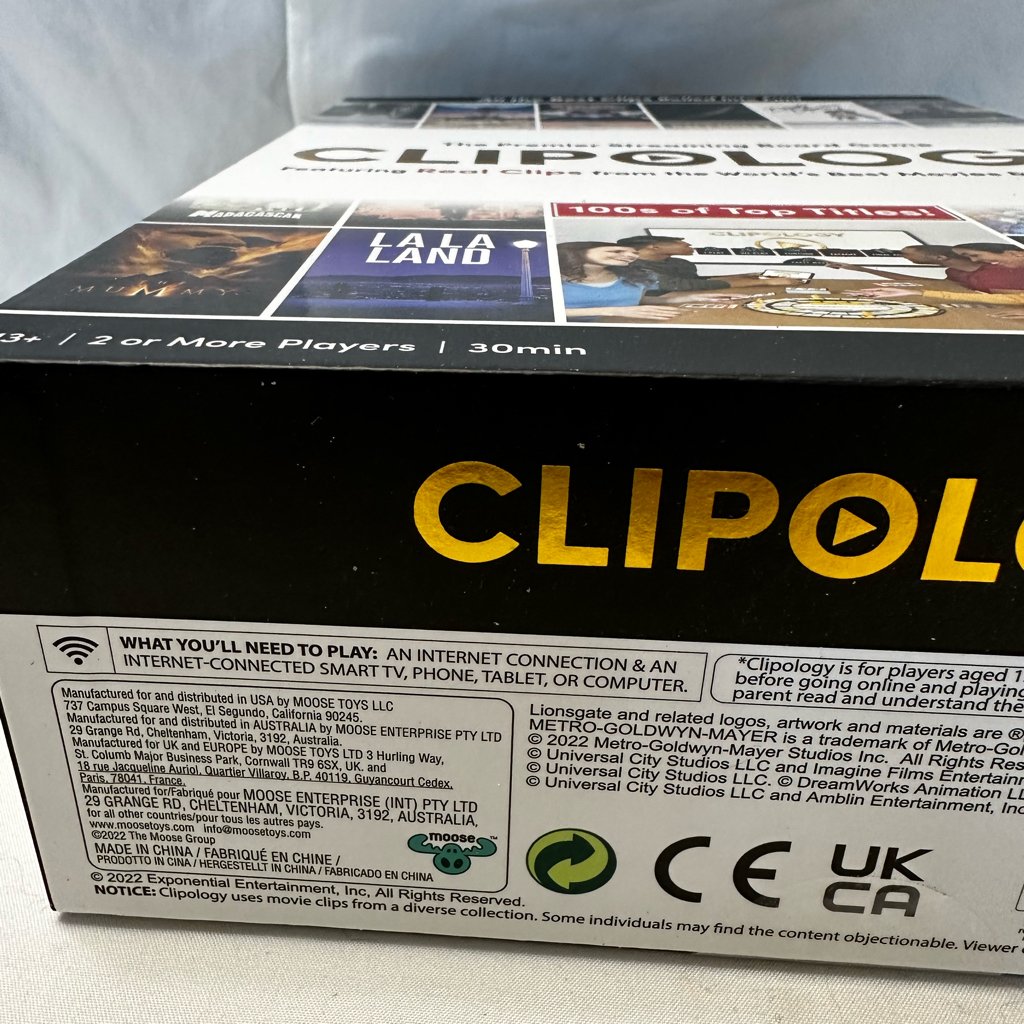 The Premier Streaming Board Game
CLIPOLOG
Featuring Real Clips from the World's Best Movies
MADAGASCAR
100s of Top Titles!
CLIPOLOGY
LA LA
LAND
MUMMY
13+ / 2 or More Players | 30min
CLIPOLO
WHAT YOU'LL NEED TO PLAY: AN INTERNET CONNECTION & AN
INTERNET-CONNECTED SMART TV, PHONE, TABLET, OR COMPUTER.
*Clipology is for players aged 1
before going online and playing
parent read and understand the
Manufactured for and distributed in USA by MOOSE TOYS LLC
737 Campus Square West, El Segundo, California 90245.
Manufactured for and distributed in AUSTRALIA by MOOSE ENTERPRISE PTY LTD
29 Grange Rd, Cheltenham, Victoria, 3192, Australia.
Manufactured for UK and EUROPE by MOOSE TOYS LTD 3 Hurling Way,
St. Columb Major Business Park, Cornwall TR9 6SX, UK. and
18 rue Jacqueline Auriol, Quartier Villaroy, B.P. 40119, Guyancourt Cedex,
Paris, 78041, France.
Manufactured for/Fabriqué pour MOOSE ENTERPRISE (INT) PTY LTD
29 GRANGE RD, CHELTENHAM, VICTORIA, 3192, AUSTRALIA,
for all other countries/pour tous les autres pays.
www.moosetoys.com info@moosetoys.com
©2022 The Moose Group
MADE IN CHINA / FABRIQUÉ EN CHINE /
PRODOTTO IN CINA / HERGESTELLT IN CHINA / FABRICADO EN CHINA
moose™
Lionsgate and related logos, artwork and materials are ®
METRO-GOLDWYN-MAYER is a trademark of Metro-Gol
© 2022 Metro-Goldwyn-Mayer Studios Inc. All Rights Res
© Universal City Studios LLC and Imagine Films Entertainm
© Universal City Studios LLC. © DreamWorks Animation LL
© Universal City Studios LLC and Amblin Entertainment, Inc
CE
UK
CA
© 2022 Exponential Entertainment, Inc, All Rights Reserved.
NOTICE: Clipology uses movie clips from a diverse collection. Some individuals may find the content objectionable. Viewer